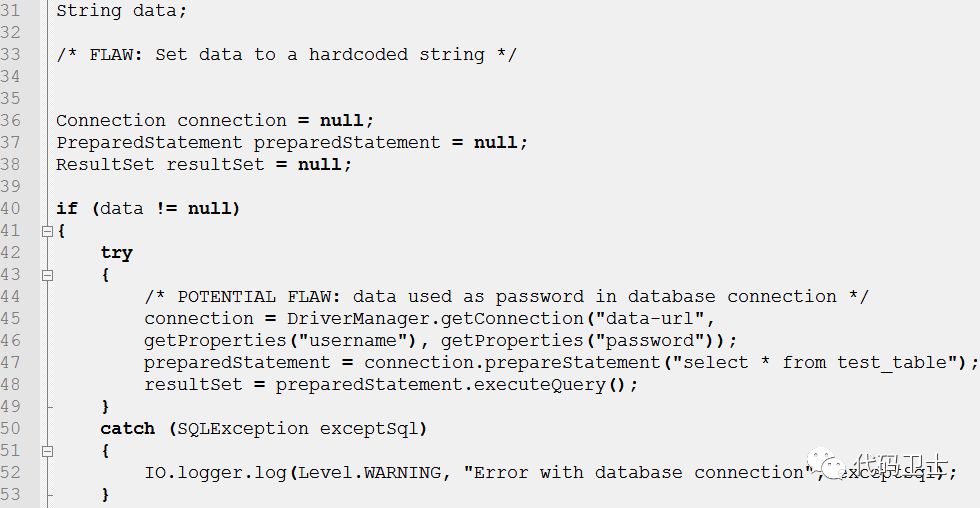 31 String data;
32
33 /* FLAW: Set data to a hardcoded string */
34
35
36 Connection connection = null;
37 PreparedStatement preparedStatement = null;
38 ResultSet resultSet = null;
39
40 if (data != null)
41 {
42 try
43 {
44 /* POTENTIAL FLAW: data used as password in database connection */
45 connection = DriverManager.getConnection("data-url",
46 getProperties("username"), getProperties("password"));
47 preparedStatement = connection.prepareStatement("select * from test_table");
48 resultSet = preparedStatement.executeQuery();
49 }
50 catch (SQLException exceptSql)
51 {
52 IO.logger.log(Level.WARNING, "Error with database connection", exceptSql);
53 }
代码卫士